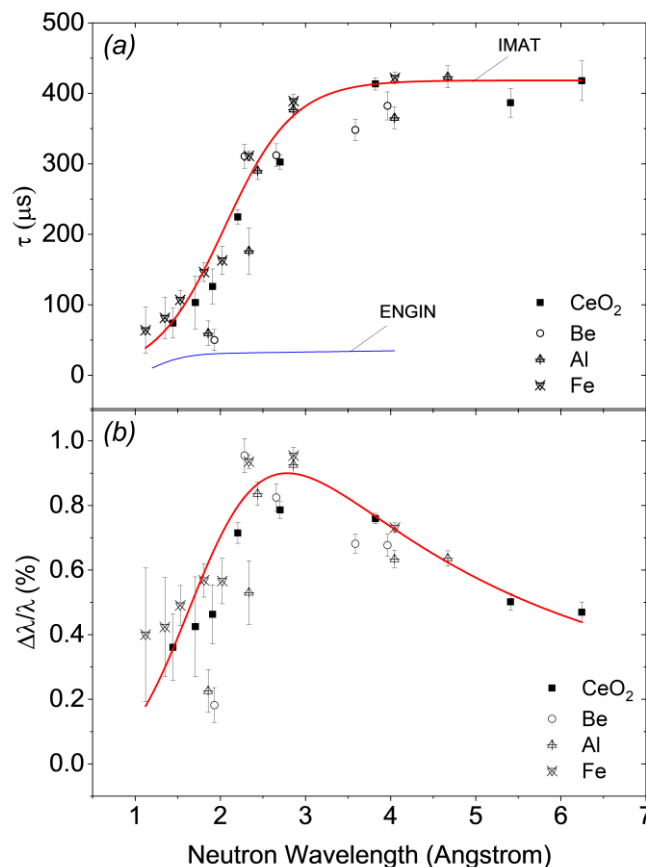 (a)
500
400
300
200
100
0
τ (μs)
IMAT
ENGIN
CeO₂
Be
Al
Fe
(b)
1.0
0.8
0.6
0.4
0.2
0.0
Δλ/λ (%)
CeO₂
Be
Al
Fe
1 2 3 4 5 6 7
Neutron Wavelength (Angstrom)